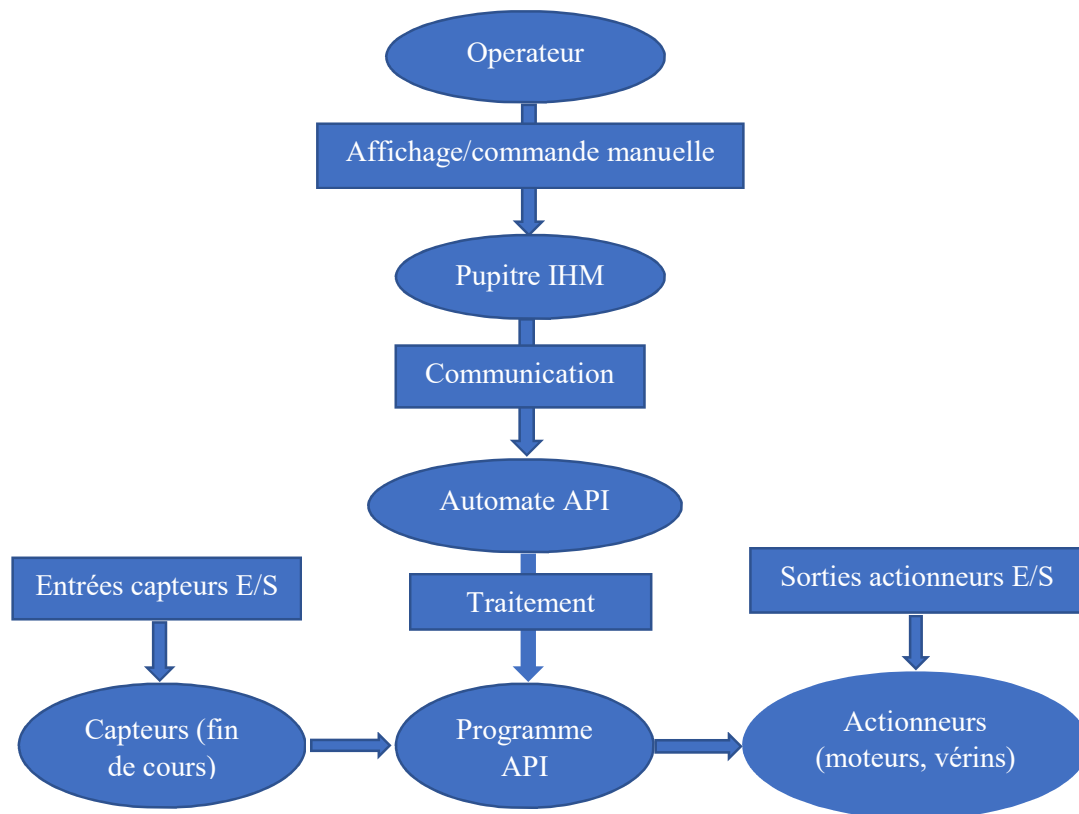 Operateur
Affichage/commande manuelle
Pupitre IHM
Communication
Automate API
Entrées capteurs E/S
Traitement
Sorties actionneurs E/S
Capteurs (fin
de cours)
Programme
API
Actionneurs
(moteurs, vérins)